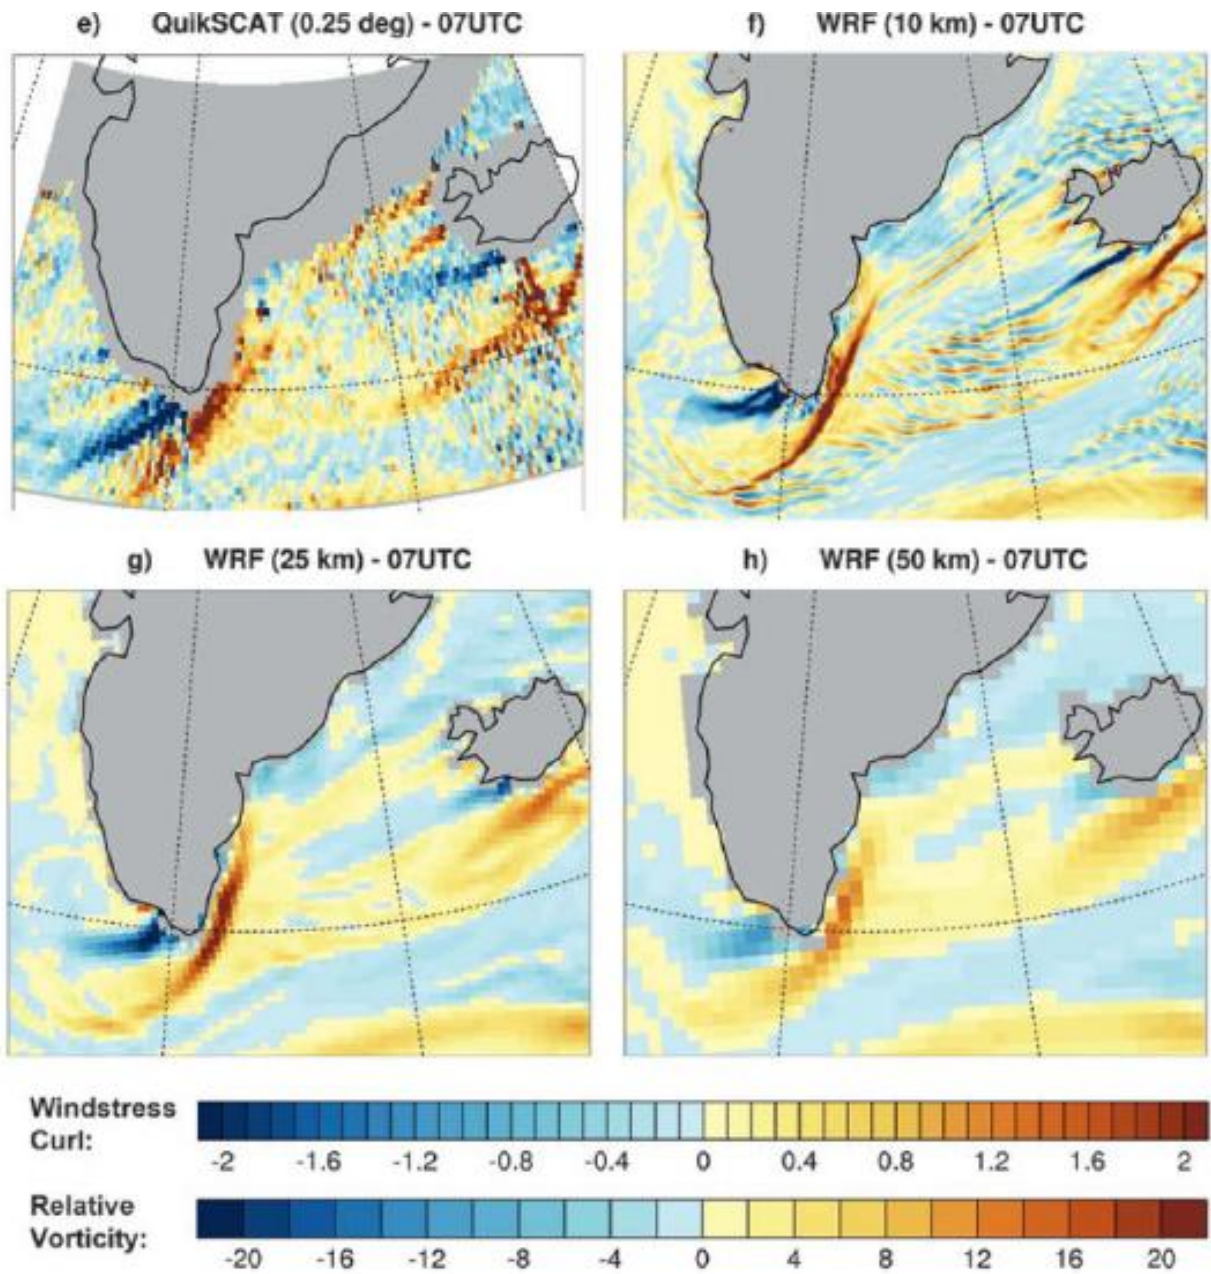 e) QuikSCAT (0.25 deg) - 07UTC
f) WRF (10 km) - 07UTC
g) WRF (25 km) - 07UTC
h) WRF (50 km) - 07UTC
Windstress
Curl:
-2 -1.6 -1.2 -0.8 -0.4 0 0.4 0.8 1.2 1.6 2
Relative
Vorticity:
-20 -16 -12 -8 -4 0 4 8 12 16 20